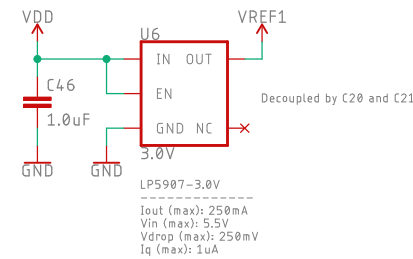 VDD
VREF1
U6
IN OUT
C46
EN
Decoupled by C20 and C21
1.0uF
GND NC
3.0V
GND
GND
LP5907-3.0V
----------------
Iout (max): 250mA
Vin (max): 5.5V
Vdrop (max): 250mV
Iq (max): 1uA